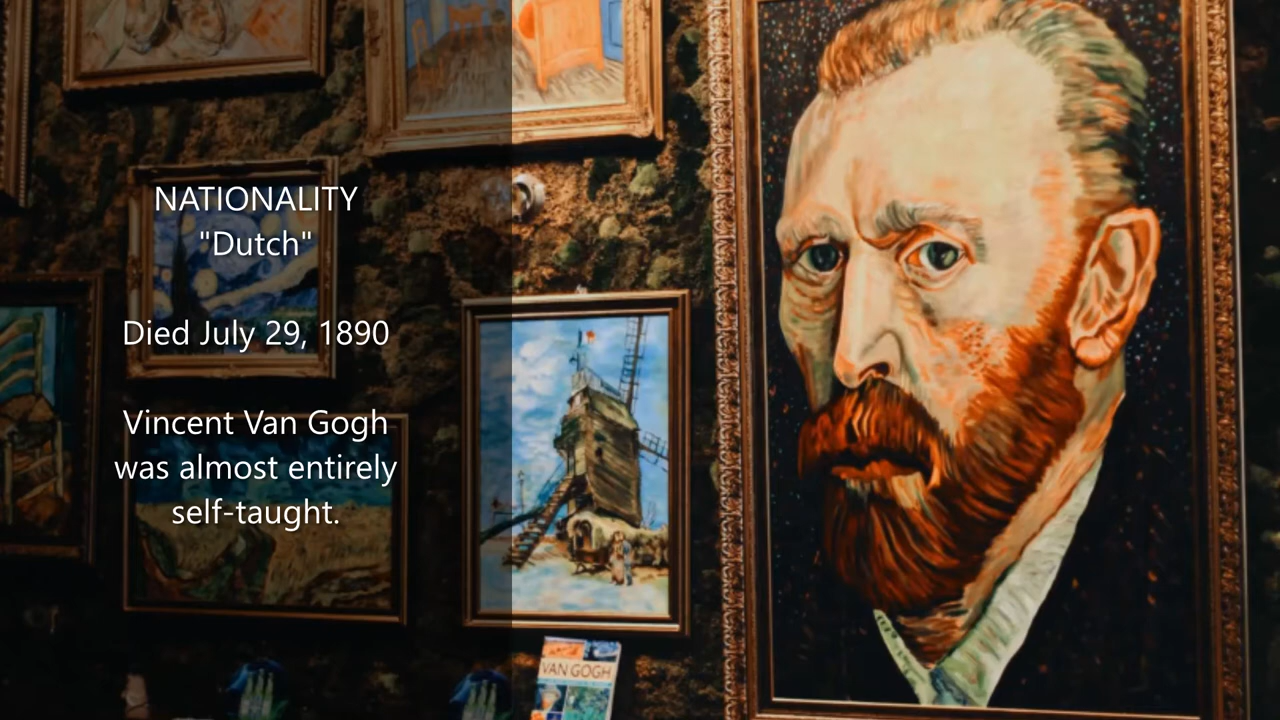 NATIONALITY
"Dutch"
Died July 29, 1890
Vincent Van Gogh
was almost entirely
self-taught.
VAN GOGH